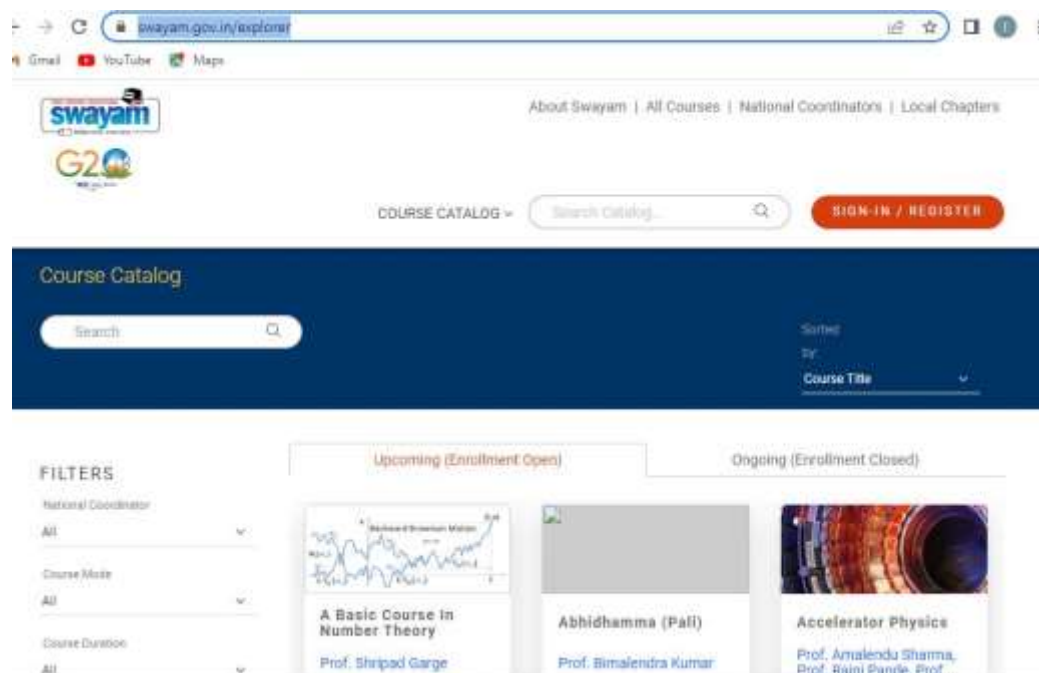 swayam.gov.in/explorer
Gmail YouTube Maps
swayam
About Swayam | All Courses | National Coordinators | Local Chapters
G20
COURSE CATALOG Search Catalog... SIGN-IN / REGISTER
Course Catalog
Search
Sorted
by:
Course Title
Upcoming (Enrollment Open) Ongoing (Enrollment Closed)
FILTERS
National Coordinator
All
Course Mode
All
Course Duration
All
Backward Brownian Motion
A Basic Course In
Number Theory
Prof. Shripad Garge
Abhidhamma (Pali)
Prof. Bimalendra Kumar
Accelerator Physics
Prof. Amalendu Sharma,
Prof. Rajni Pande, Prof...